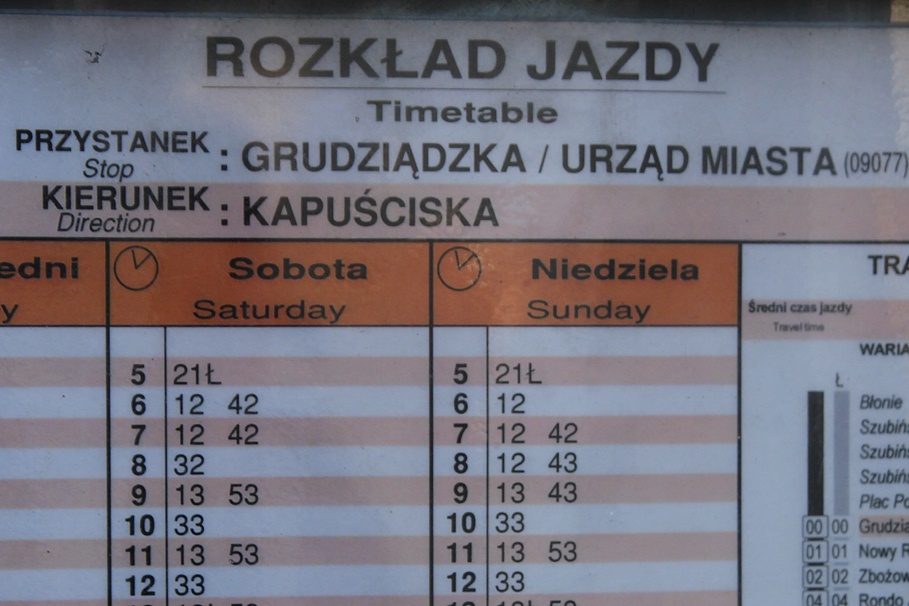 ROZKŁAD JAZDY
Timetable
PRZYSTANEK : GRUDZIĄDZKA / URZĄD MIASTA (09077)
Stop
KIERUNEK : KAPUŚCISKA
Direction
edni
y
Sobota
Saturday
5 21Ł
6 12 42
7 12 42
8 32
9 13 53
10 33
11 13 53
12 33
Niedziela
Sunday
5 21Ł
6 12
7 12 42
8 12 43
9 13 43
10 33
11 13 53
12 33
TRA
Średni czas jazdy
Travel time
WARIA
Ł
Błonie
Szubińs
Szubińs
Szubińs
Plac Po
00 00 Grudzią
01 01 Nowy R
02 02 Zbożow
04 04 Rondo